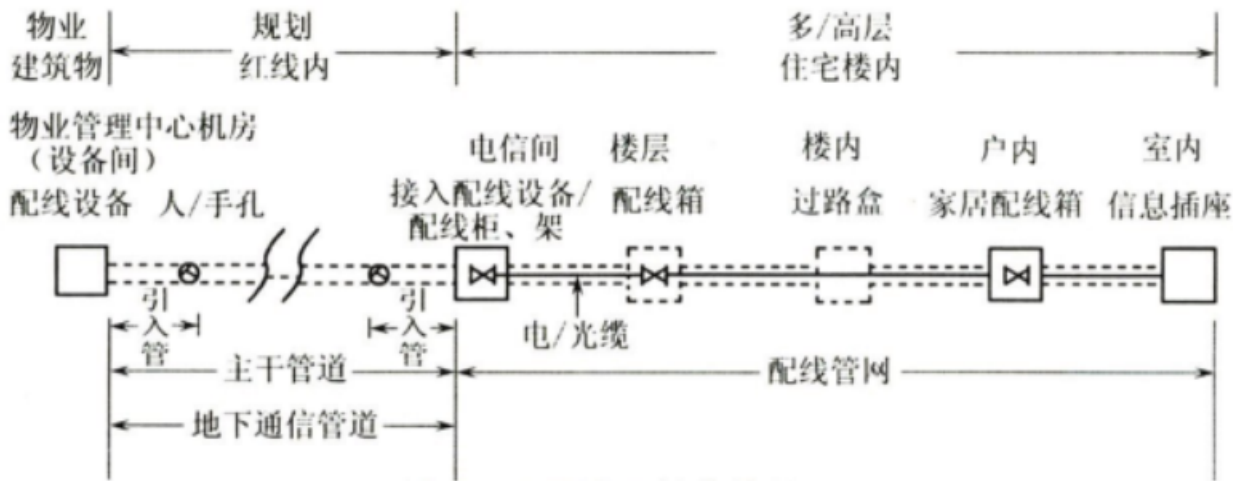 物业
建筑物
规划
红线内
多/高层
住宅楼内
物业管理中心机房
（设备间）
配线设备
人/手孔
电信间
接入配线设备/
配线柜、架
楼层
配线箱
楼内
过路盒
户内
家居配线箱
室内
信息插座
引入管
引入管
电/光缆
主干管道
配线管网
地下通信管道